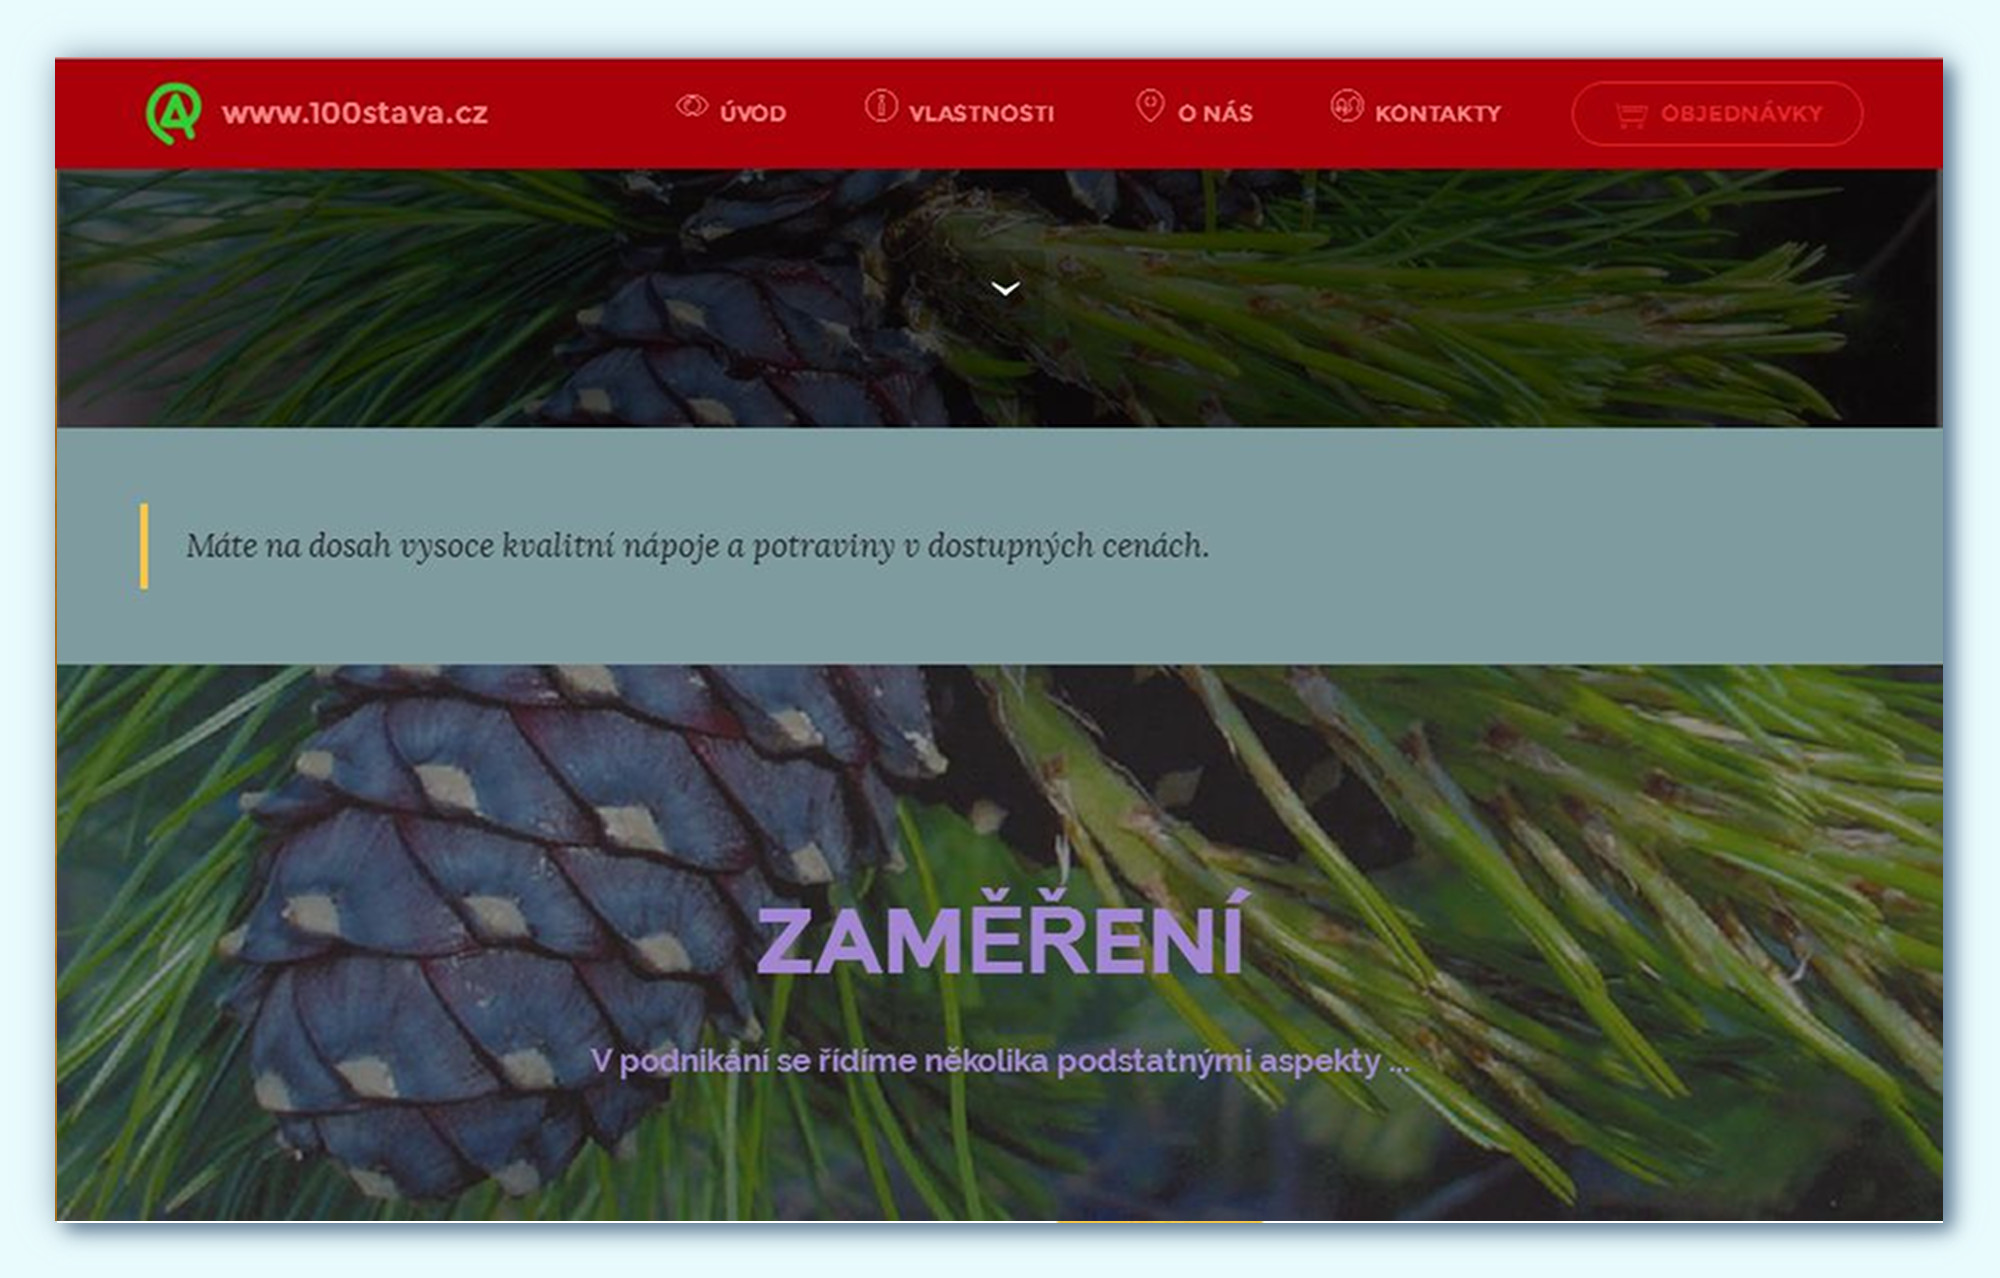 www.100stava.cz
ÚVOD
VLASTNOSTI
O NÁS
KONTAKTY
OBJEDNÁVKY
Máte na dosah vysoce kvalitní nápoje a potraviny v dostupných cenách.
ZAMĚŘENÍ
V podnikání se řídíme několika podstatnými aspekty ...